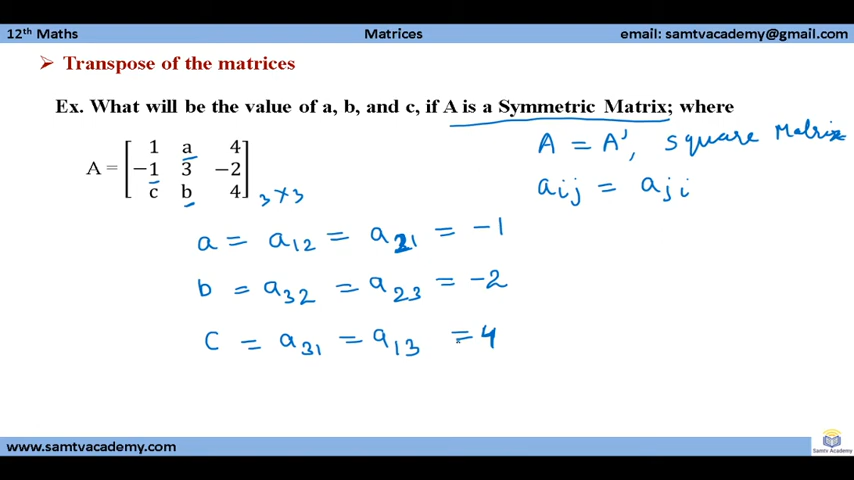 12th Maths Matrices email: samtvacademy@gmail.com
➢ Transpose of the matrices
Ex. What will be the value of a, b, and c, if A is a Symmetric Matrix; where
A = [ 1 a 4
−1 3 −2
c b 4 ] 3×3
A = A', square Matrix
aij = aji
a = a12 = a21 = −1
b = a32 = a23 = −2
c = a31 = a13 = 4
www.samtvacademy.com
Samtv Academy